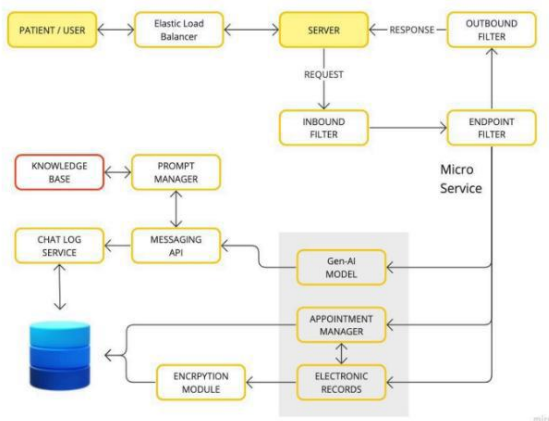 PATIENT / USER
Elastic Load
Balancer
SERVER
RESPONSE
OUTBOUND
FILTER
REQUEST
INBOUND
FILTER
ENDPOINT
FILTER
Micro
Service
KNOWLEDGE
BASE
PROMPT
MANAGER
CHAT LOG
SERVICE
MESSAGING
API
Gen-AI
MODEL
APPOINTMENT
MANAGER
ENCRPYTION
MODULE
ELECTRONIC
RECORDS